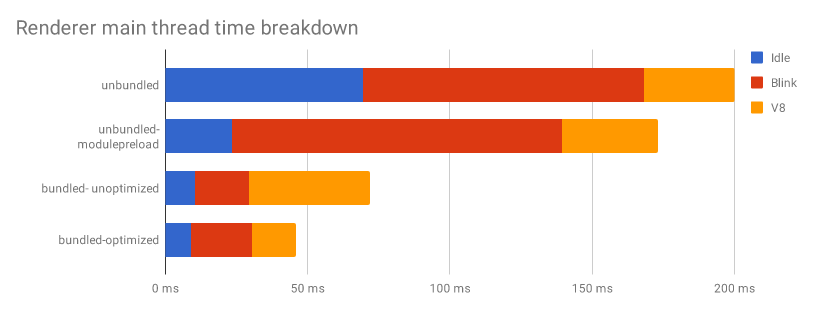 Renderer main thread time breakdown
Idle
Blink
V8
unbundled
unbundled-
modulepreload
bundled- unoptimized
bundled-optimized
0 ms
50 ms
100 ms
150 ms
200 ms